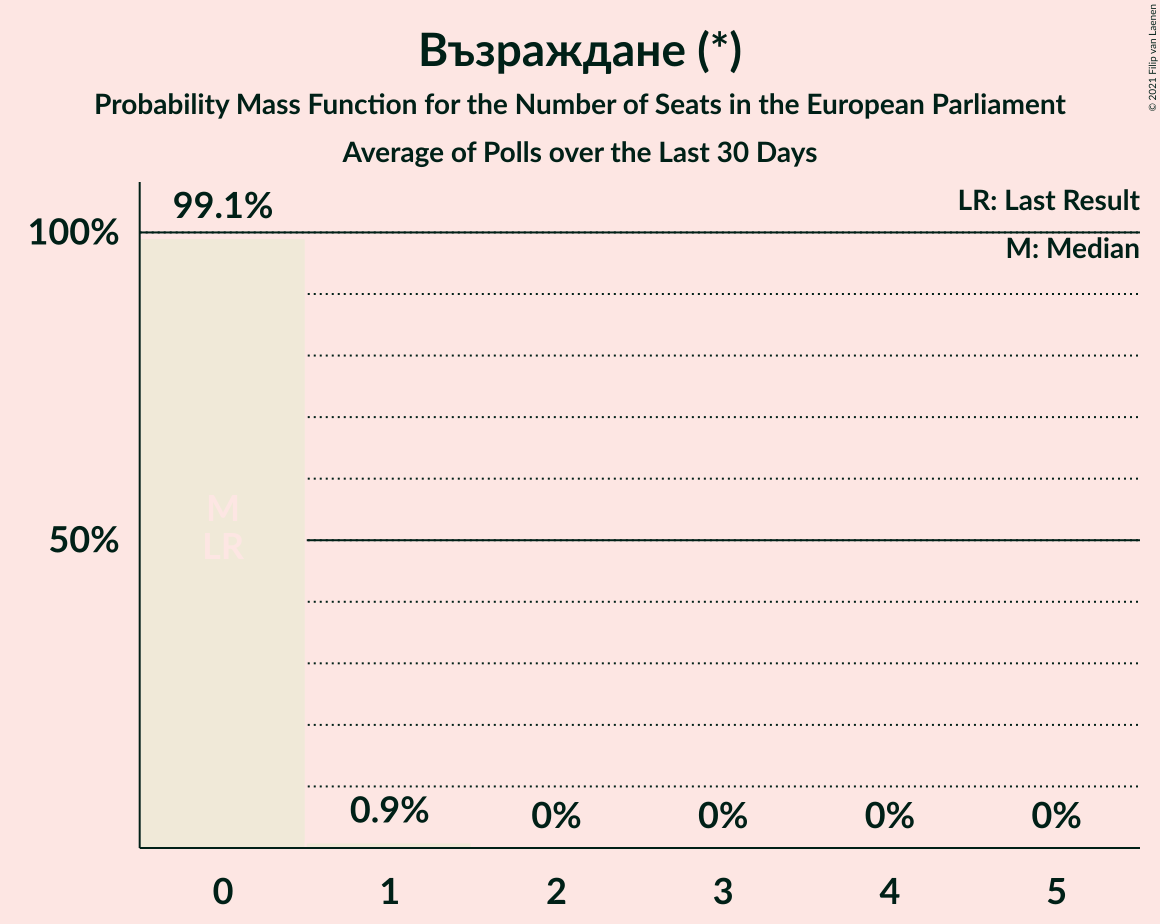 Възраждане (*)
Probability Mass Function for the Number of Seats in the European Parliament
Average of Polls over the Last 30 Days
© 2021 Filip van Laenen
LR: Last Result
M: Median
99.1%
100%
M
LR
50%
0.9%
0%
0%
0%
0%
0
1
2
3
4
5